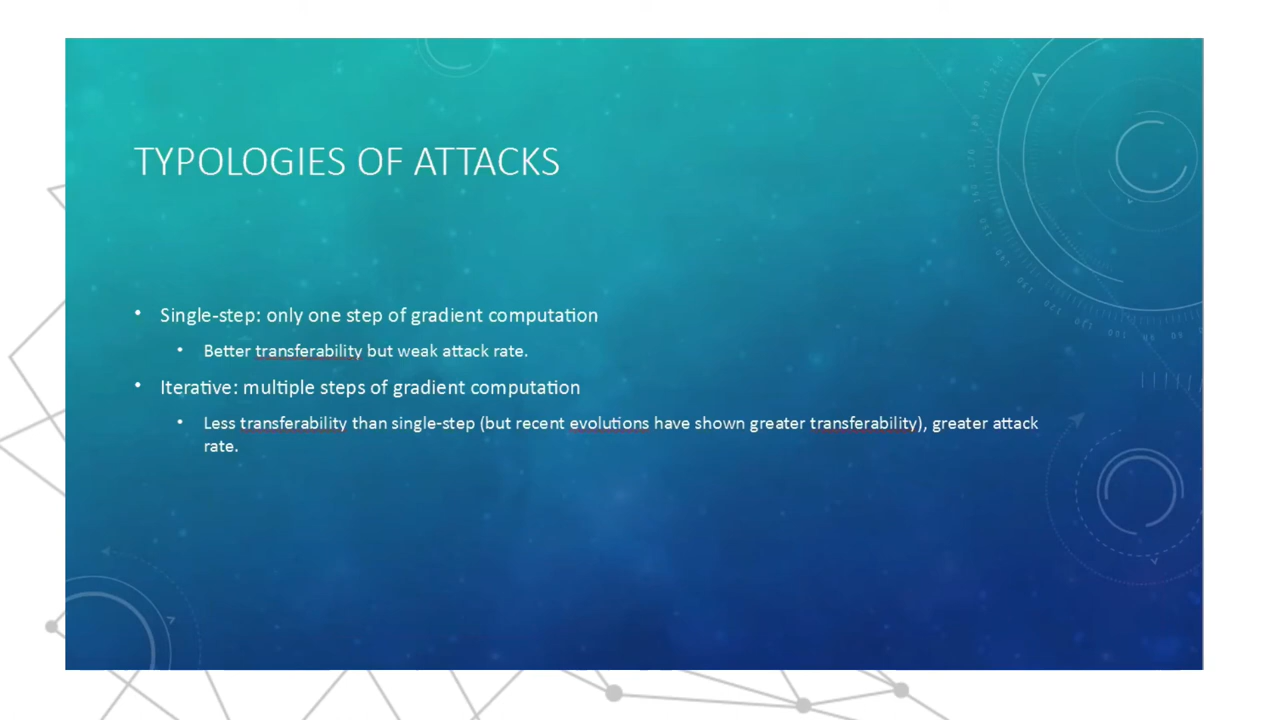 TYPOLOGIES OF ATTACKS
• Single-step: only one step of gradient computation
• Better transferability but weak attack rate.
• Iterative: multiple steps of gradient computation
• Less transferability than single-step (but recent evolutions have shown greater transferability), greater attack
rate.